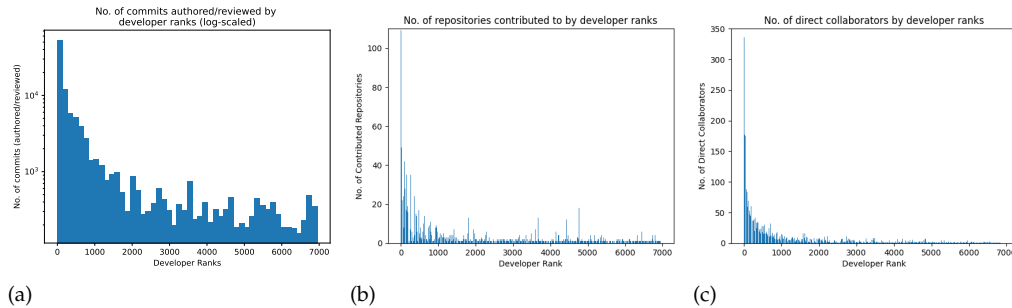 No. of commits authored/reviewed by
developer ranks (log-scaled)
No. of commits (authored/reviewed)
10⁴
10³
0 1000 2000 3000 4000 5000 6000 7000
Developer Ranks
(a)
No. of repositories contributed to by developer ranks
No. of Contributed Repositories
100
80
60
40
20
0
0 1000 2000 3000 4000 5000 6000 7000
Developer Rank
(b)
No. of direct collaborators by developer ranks
No. of Direct Collaborators
350
300
250
200
150
100
50
0
0 1000 2000 3000 4000 5000 6000 7000
Developer Rank
(c)